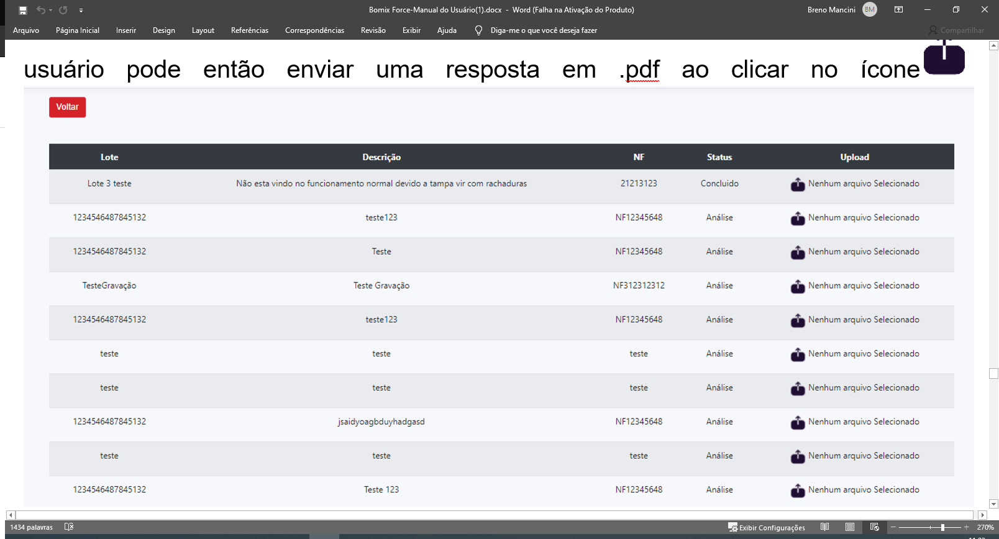 Bomix Force-Manual do Usuário(1).docx - Word (Falha na Ativação do Produto)
Breno Mancini BM
Arquivo Página Inicial Inserir Design Layout Referências Correspondências Revisão Exibir Ajuda Diga-me o que você deseja fazer Compartilhar
usuário pode então enviar uma resposta em .pdf ao clicar no ícone
Voltar
Lote Descrição NF Status Upload
Lote 3 teste Não esta vindo no funcionamento normal devido a tampa vir com rachaduras 21213123 Concluido Nenhum arquivo Selecionado
1234546487845132 teste123 NF12345648 Análise Nenhum arquivo Selecionado
1234546487845132 Teste NF12345648 Análise Nenhum arquivo Selecionado
TesteGravação Teste Gravação NF312312312 Análise Nenhum arquivo Selecionado
1234546487845132 teste123 NF12345648 Análise Nenhum arquivo Selecionado
teste teste teste Análise Nenhum arquivo Selecionado
teste teste teste Análise Nenhum arquivo Selecionado
1234546487845132 jsaidyoagbduyhadgasd NF12345648 Análise Nenhum arquivo Selecionado
teste teste teste Análise Nenhum arquivo Selecionado
1234546487845132 Teste 123 NF12345648 Análise Nenhum arquivo Selecionado
1434 palavras Exibir Configurações 270%